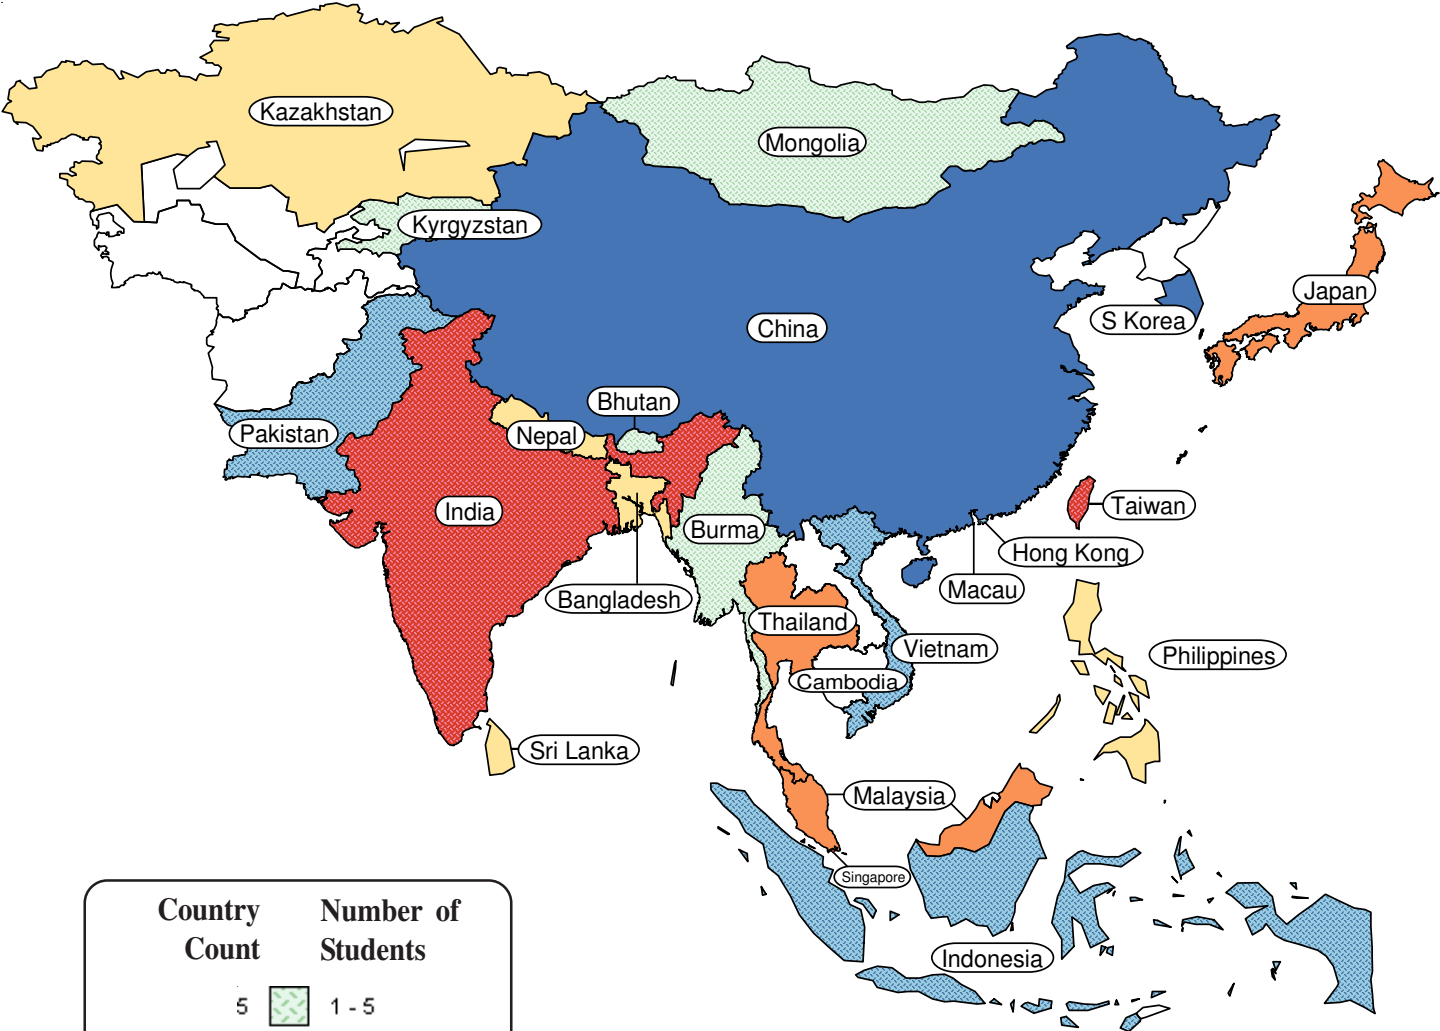 Kazakhstan
Mongolia
Kyrgyzstan
Japan
S Korea
China
Bhutan
Pakistan
Nepal
India
Taiwan
Burma
Hong Kong
Macau
Bangladesh
Thailand
Vietnam
Philippines
Cambodia
Sri Lanka
Malaysia
Singapore
Indonesia
Country Number of
Count Students
5 1 - 5